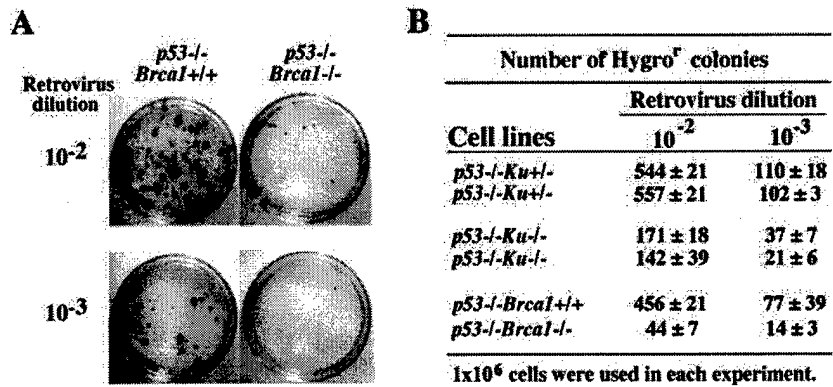 A
p53-/-
Brca1+/+
p53-/-
Brca1-/-
Retrovirus
dilution
10-2
10-3
B
Number of Hygror colonies
Retrovirus dilution
Cell lines 10-2 10-3
p53-/-Ku+/- 544 ± 21 110 ± 18
p53-/-Ku+/- 557 ± 21 102 ± 3
p53-/-Ku-/- 171 ± 18 37 ± 7
p53-/-Ku-/- 142 ± 39 21 ± 6
p53-/-Brca1+/+ 456 ± 21 77 ± 39
p53-/-Brca1-/- 44 ± 7 14 ± 3
1x106 cells were used in each experiment.